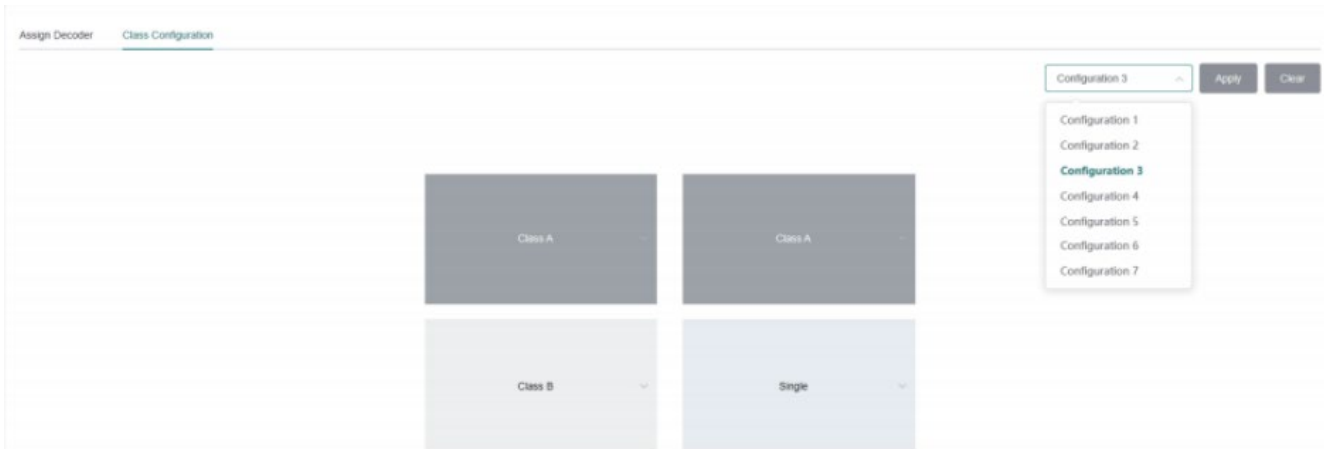 Assign Decoder Class Configuration
Configuration 3 Apply Clear
Configuration 1
Configuration 2
Configuration 3
Configuration 4
Configuration 5
Configuration 6
Configuration 7
Class A Class A
Class B Single